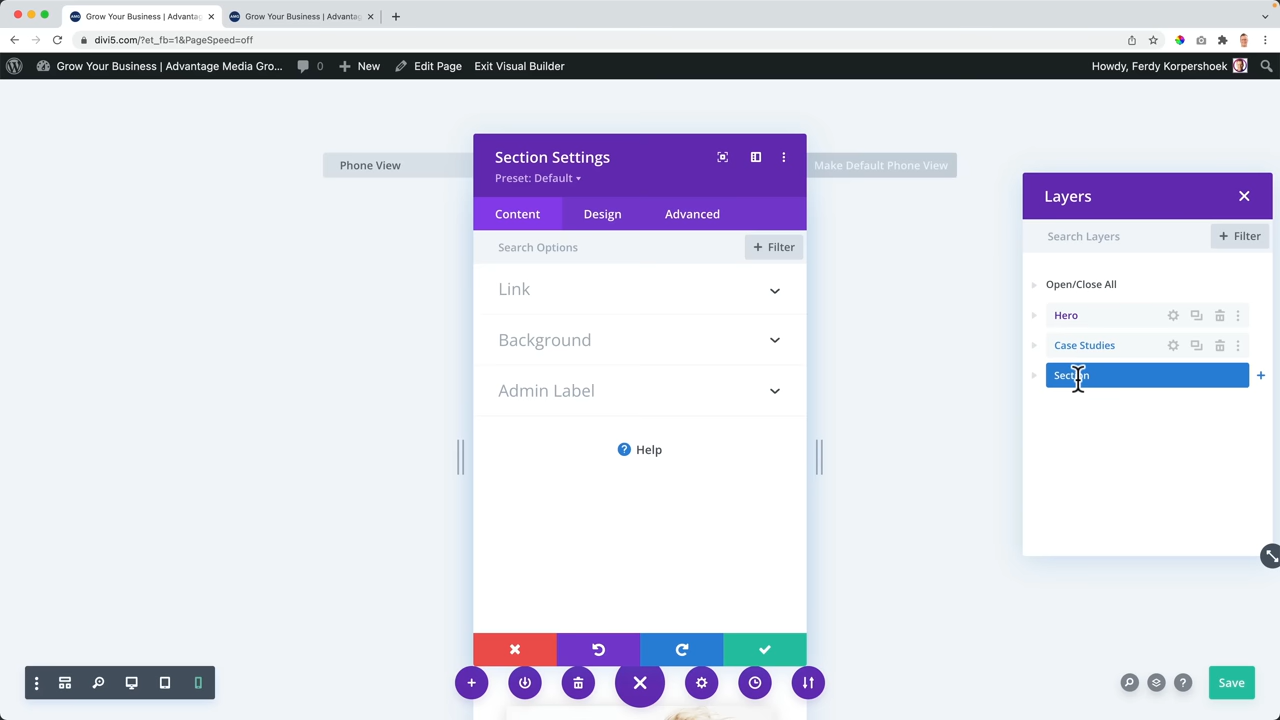 Grow Your Business | Advantag
Grow Your Business | Advantag
divi5.com/?et_fb=1&PageSpeed=off
Grow Your Business | Advantage Media Gro... 0 New Edit Page Exit Visual Builder Howdy, Ferdy Korpershoek
Phone View
Make Default Phone View
Section Settings
Preset: Default
Content Design Advanced
Search Options + Filter
Link
Background
Admin Label
? Help
Layers
Search Layers + Filter
Open/Close All
Hero
Case Studies
Section
Save